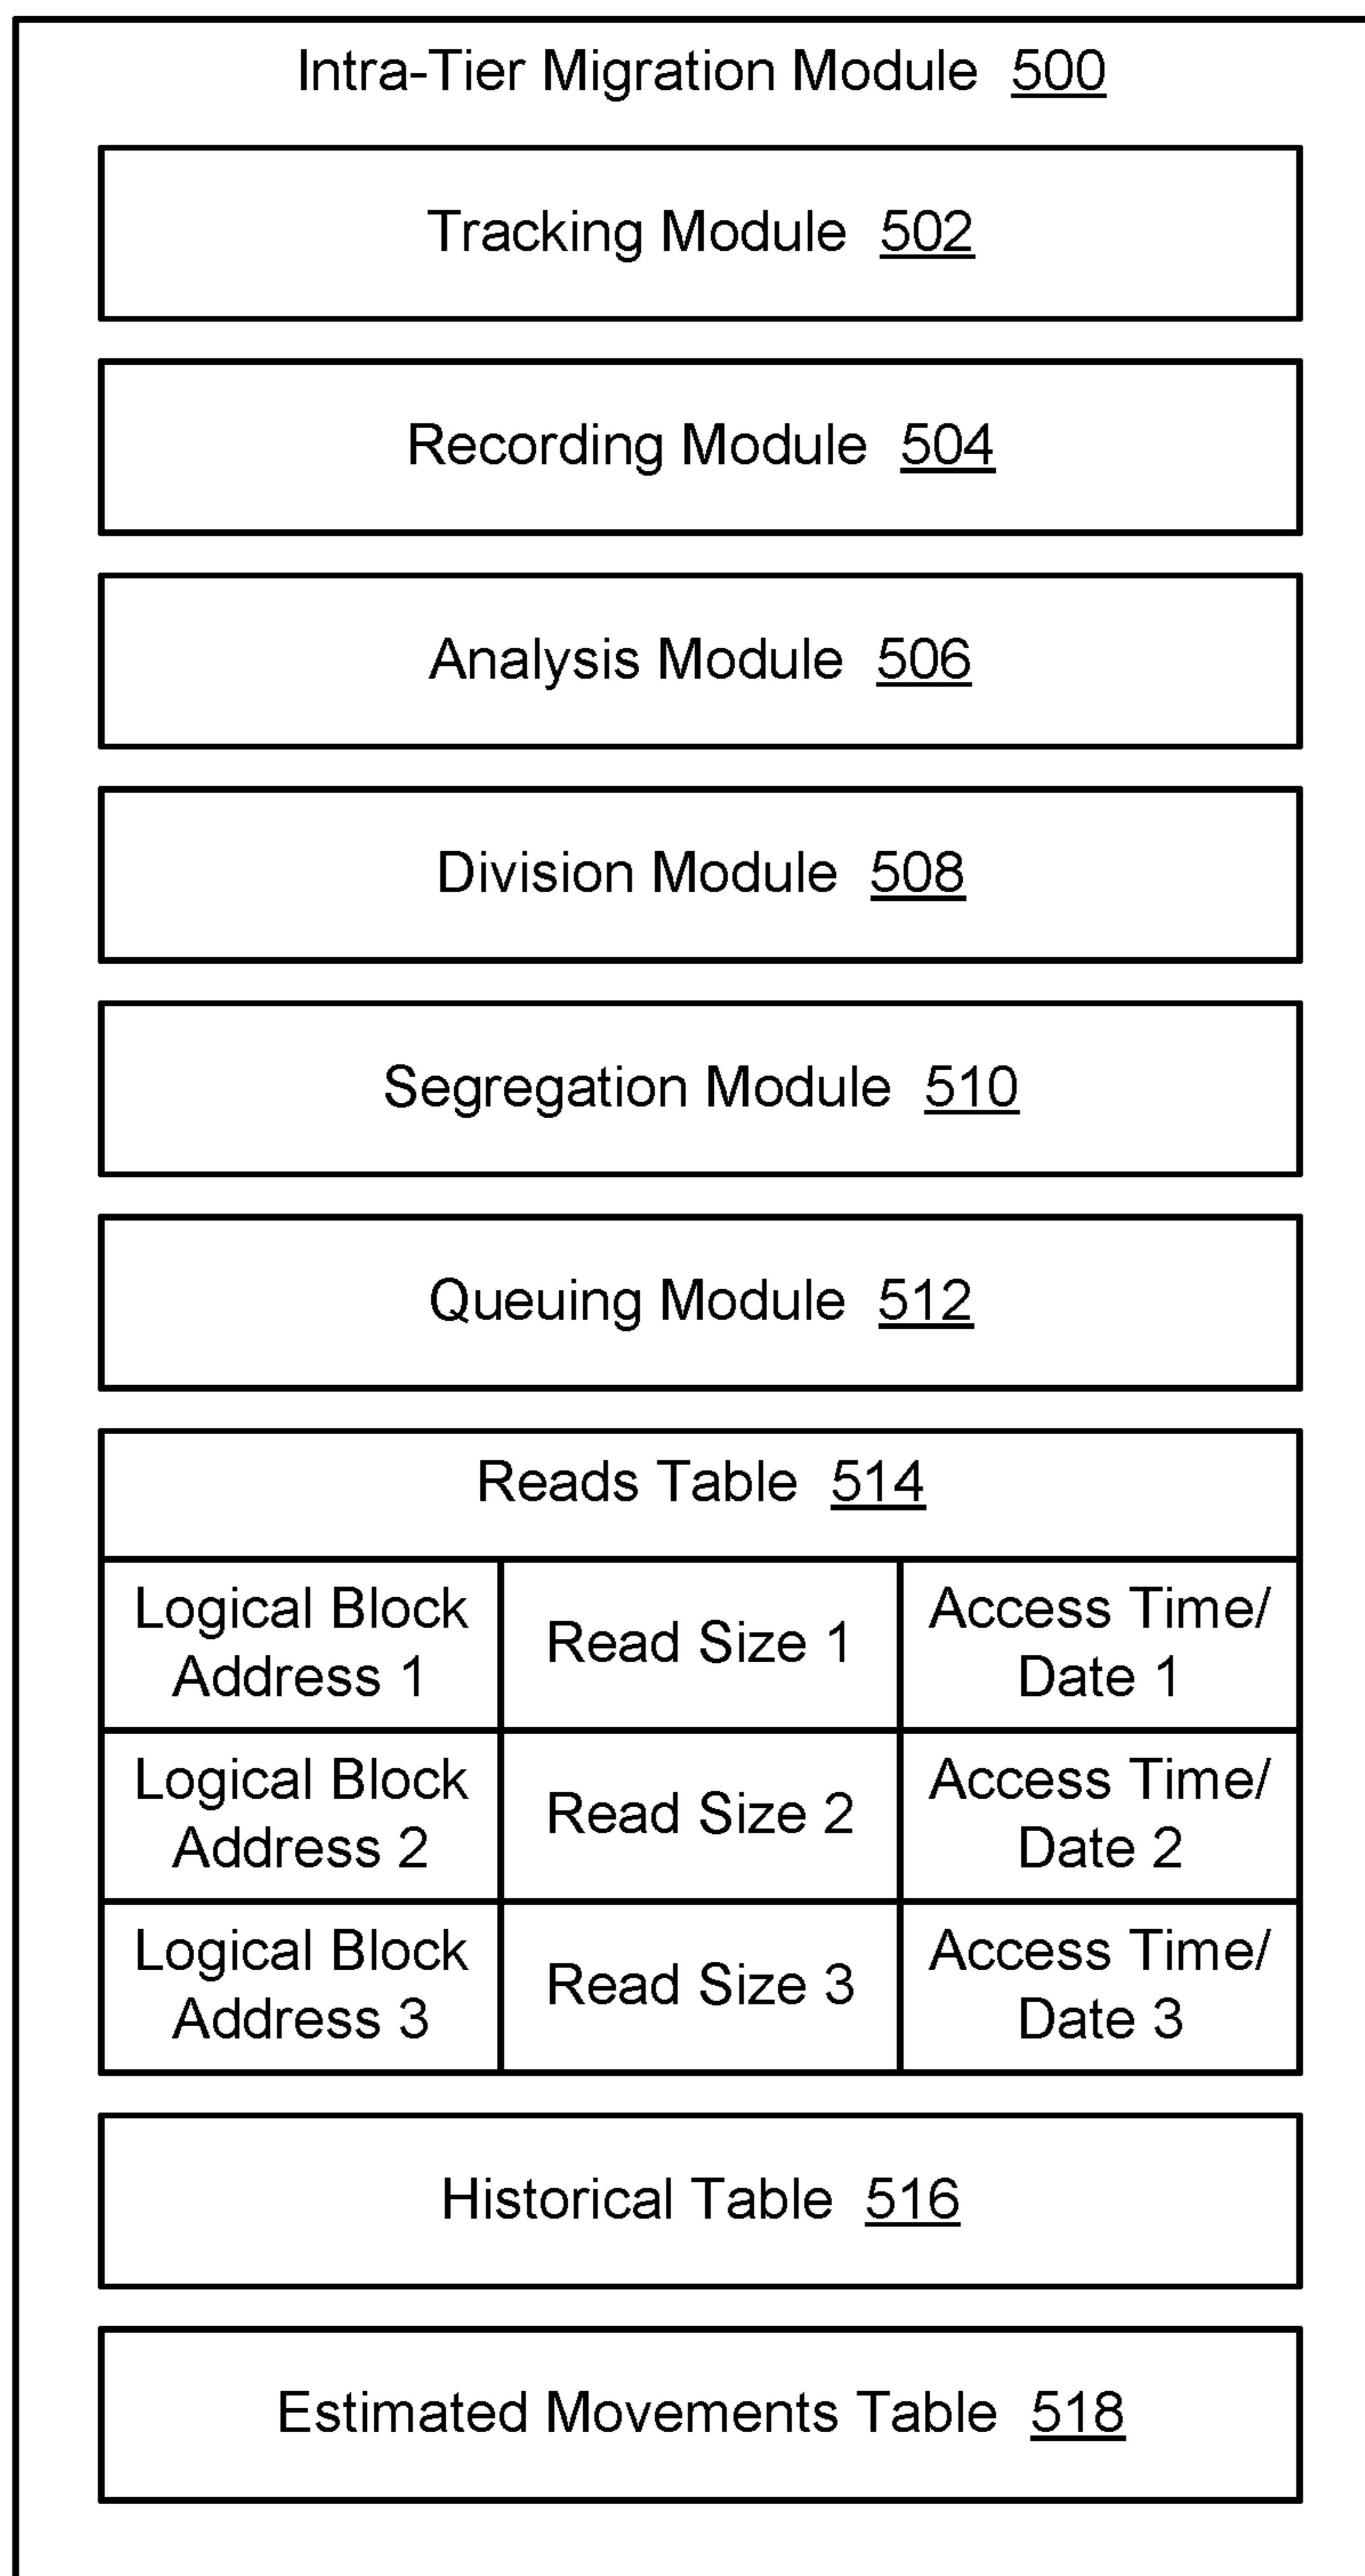 Intra-Tier Migration Module 500
Tracking Module 502
Recording Module 504
Analysis Module 506
Division Module 508
Segregation Module 510
Queuing Module 512
Reads Table 514
Logical Block
Address 1
Read Size 1
Access Time/
Date 1
Logical Block
Address 2
Read Size 2
Access Time/
Date 2
Logical Block
Address 3
Read Size 3
Access Time/
Date 3
Historical Table 516
Estimated Movements Table 518